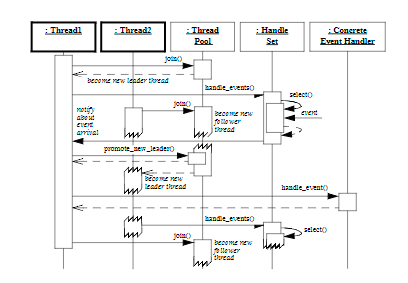 : Thread1
: Thread2
: Thread
Pool
: Handle
Set
: Concrete
Event Handler
join()
become new leader thread
handle_events()
select()
notify
about
event
arrival
join()
become new
follower
thread
event
promote_new_leader()
become new
leader thread
handle_event()
handle_events()
select()
join()
become new
follower
thread